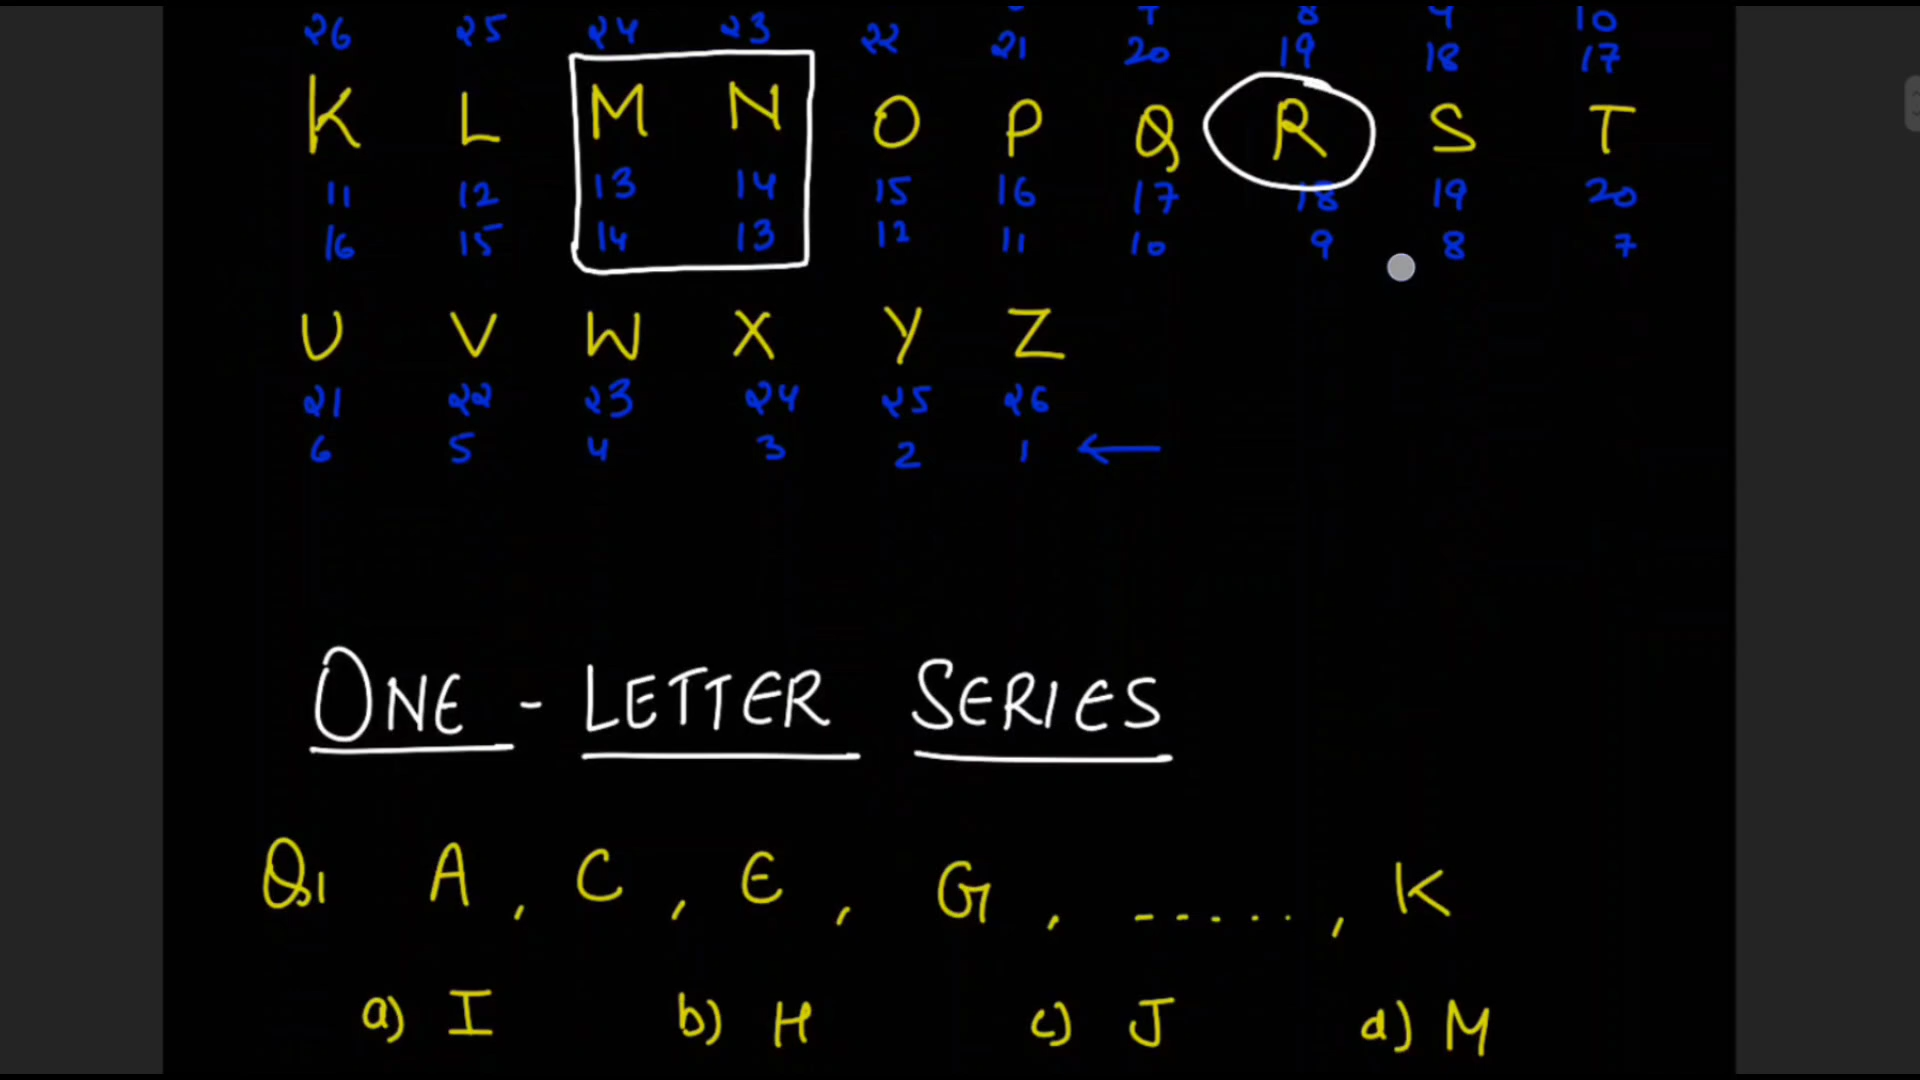 26 25 24 23 22 21 20 19 18 17
K L M N O P Q R S T
11 12 13 14 15 16 17 18 19 20
16 15 14 13 12 11 10 9 8 7
U V W X Y Z
21 22 23 24 25 26
6 5 4 3 2 1 ←
ONE - LETTER SERIES
Q1 A , C , E , G , ------ , K
a) I b) H c) J d) M